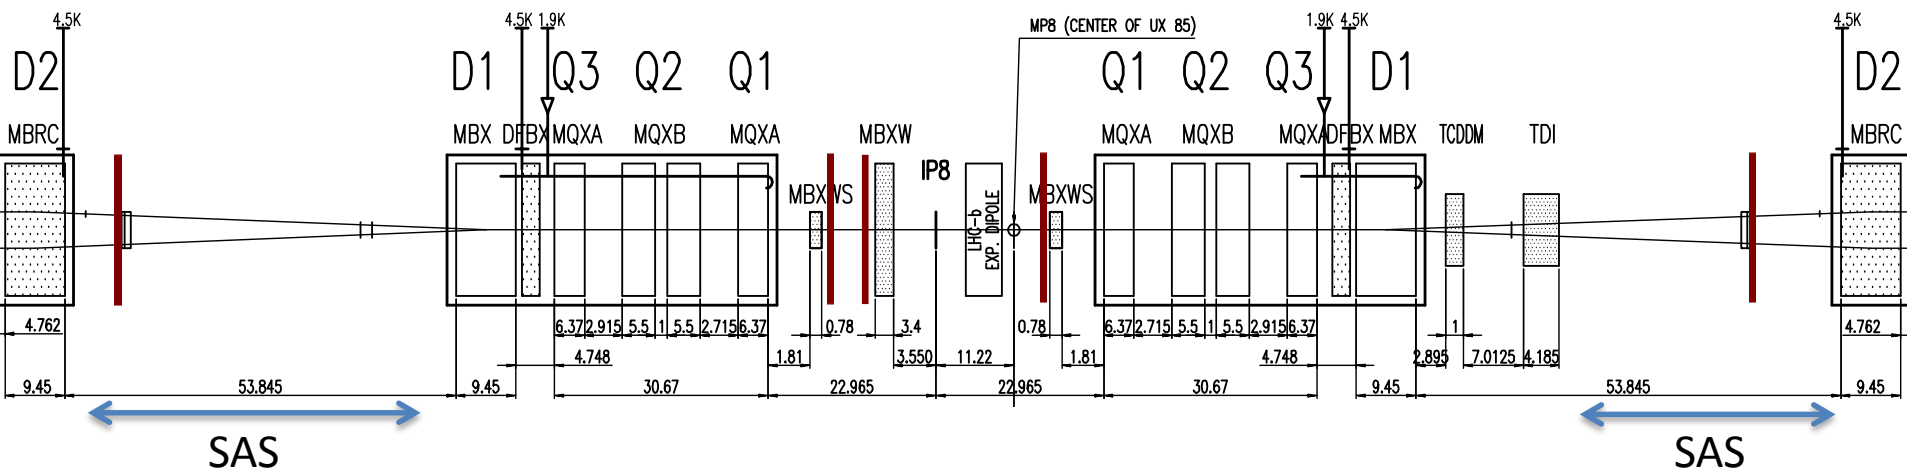 4.5K 4.5K 1.9K MP8 (CENTER OF UX 85) 1.9K 4.5K 4.5K
D2 D1 Q3 Q2 Q1 Q1 Q2 Q3 D1 D2
MBRC MBX DFBX MQXA MQXB MQXA MBXW MQXA MQXB MQXA DFBX MBX TCDDM TDI MBRC
IP8
MBXWS MBXWS
LHC-b
EXP. DIPOLE
4.762 6.37 2.915 5.5 1 5.5 2.715 6.37 0.78 3.4 0.78 6.37 2.715 5.5 1 5.5 2.915 6.37 1 4.762
4.748 1.81 3.550 11.22 1.81 4.748 2.895 7.0125 4.185
9.45 53.845 9.45 30.67 22.965 22.965 30.67 9.45 53.845 9.45
SAS SAS